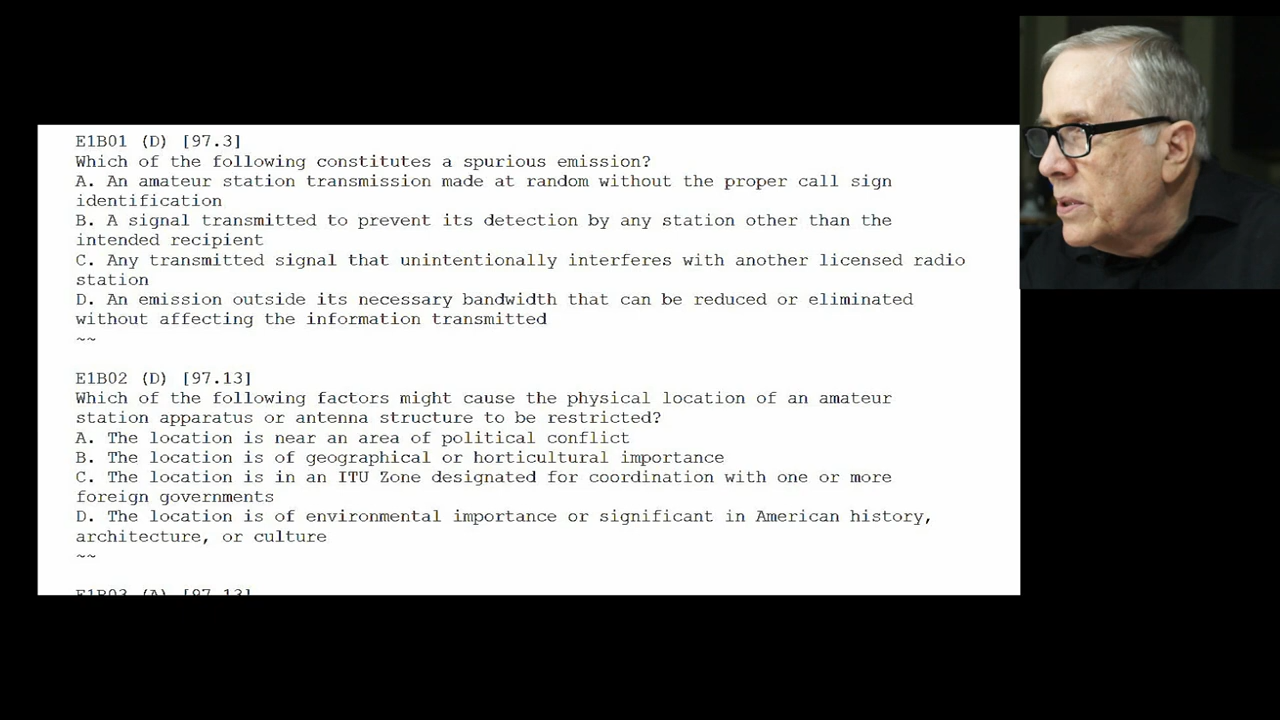 E1B01 (D) [97.3]
Which of the following constitutes a spurious emission?
A. An amateur station transmission made at random without the proper call sign
identification
B. A signal transmitted to prevent its detection by any station other than the
intended recipient
C. Any transmitted signal that unintentionally interferes with another licensed radio
station
D. An emission outside its necessary bandwidth that can be reduced or eliminated
without affecting the information transmitted
~~
E1B02 (D) [97.13]
Which of the following factors might cause the physical location of an amateur
station apparatus or antenna structure to be restricted?
A. The location is near an area of political conflict
B. The location is of geographical or horticultural importance
C. The location is in an ITU Zone designated for coordination with one or more
foreign governments
D. The location is of environmental importance or significant in American history,
architecture, or culture
~~
E1B03 (A) [97.13]